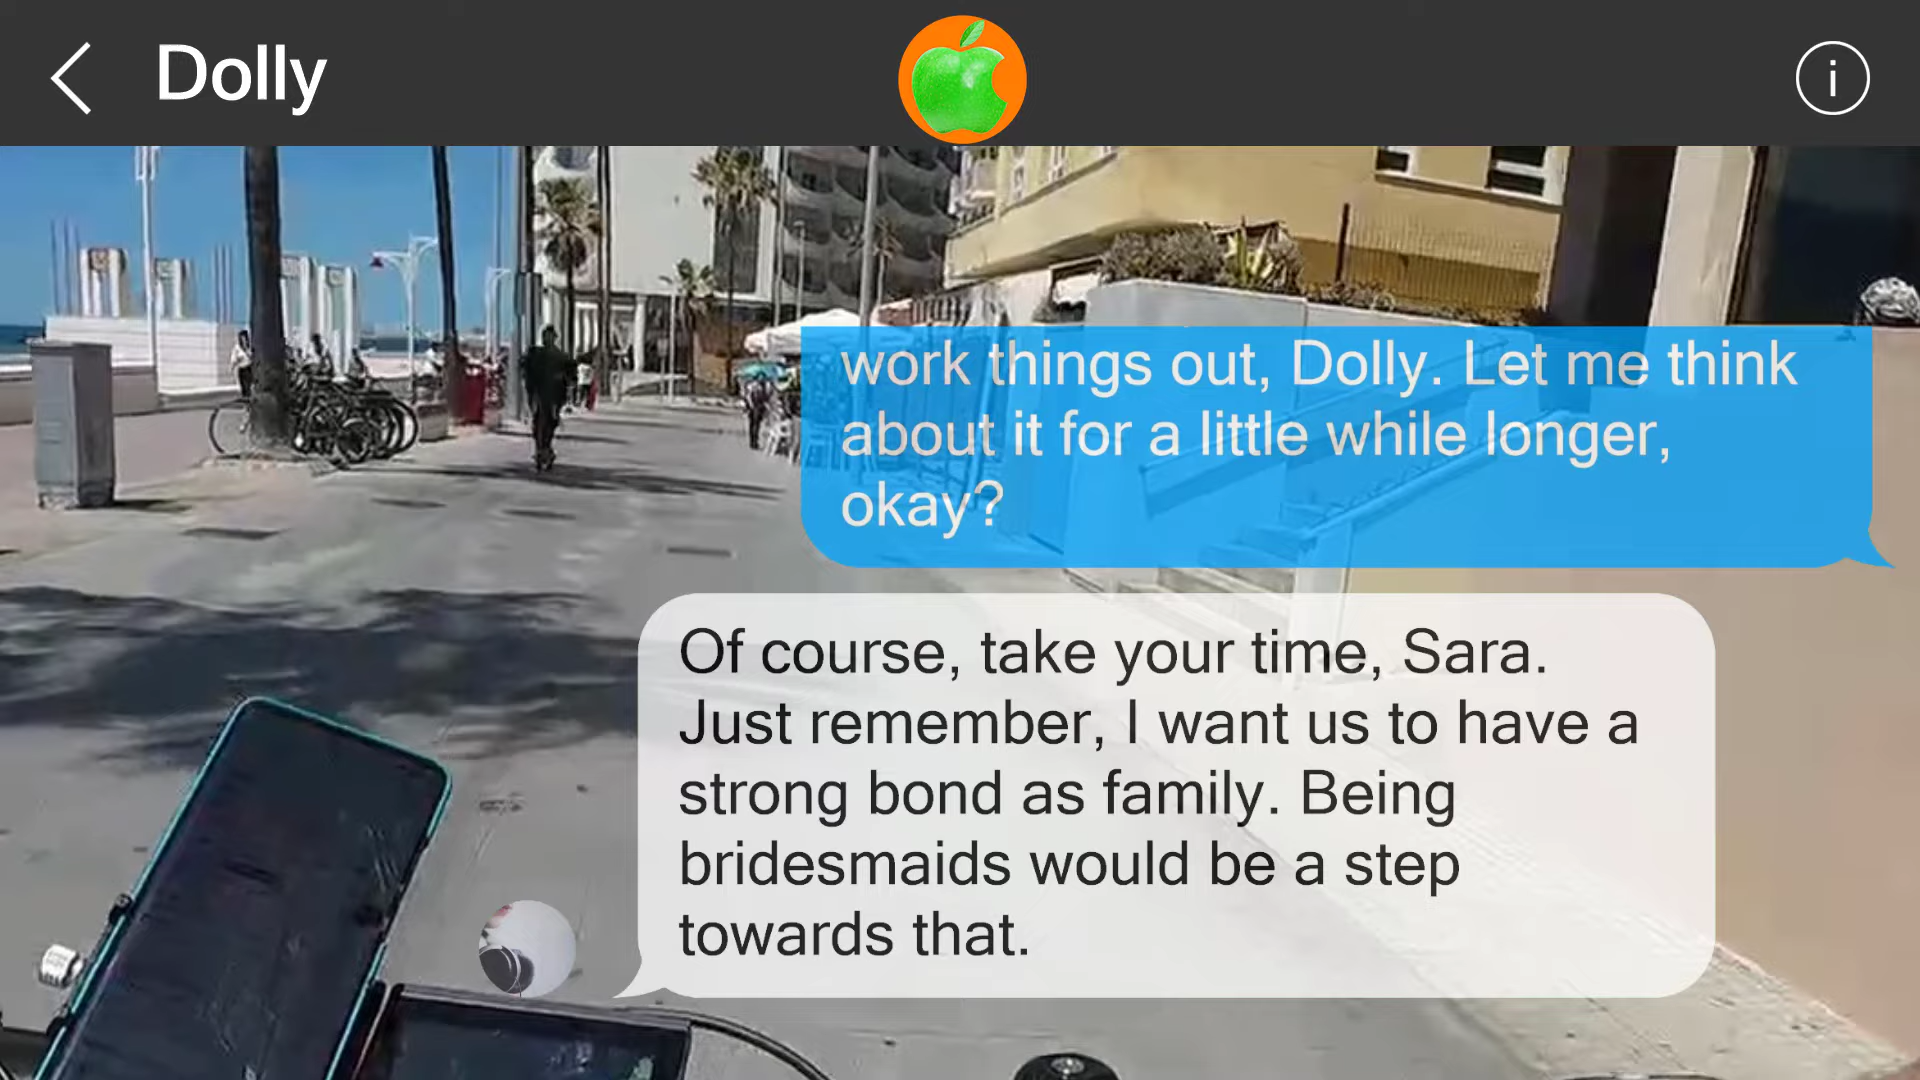 Dolly
work things out, Dolly. Let me think
about it for a little while longer,
okay?
Of course, take your time, Sara.
Just remember, I want us to have a
strong bond as family. Being
bridesmaids would be a step
towards that.